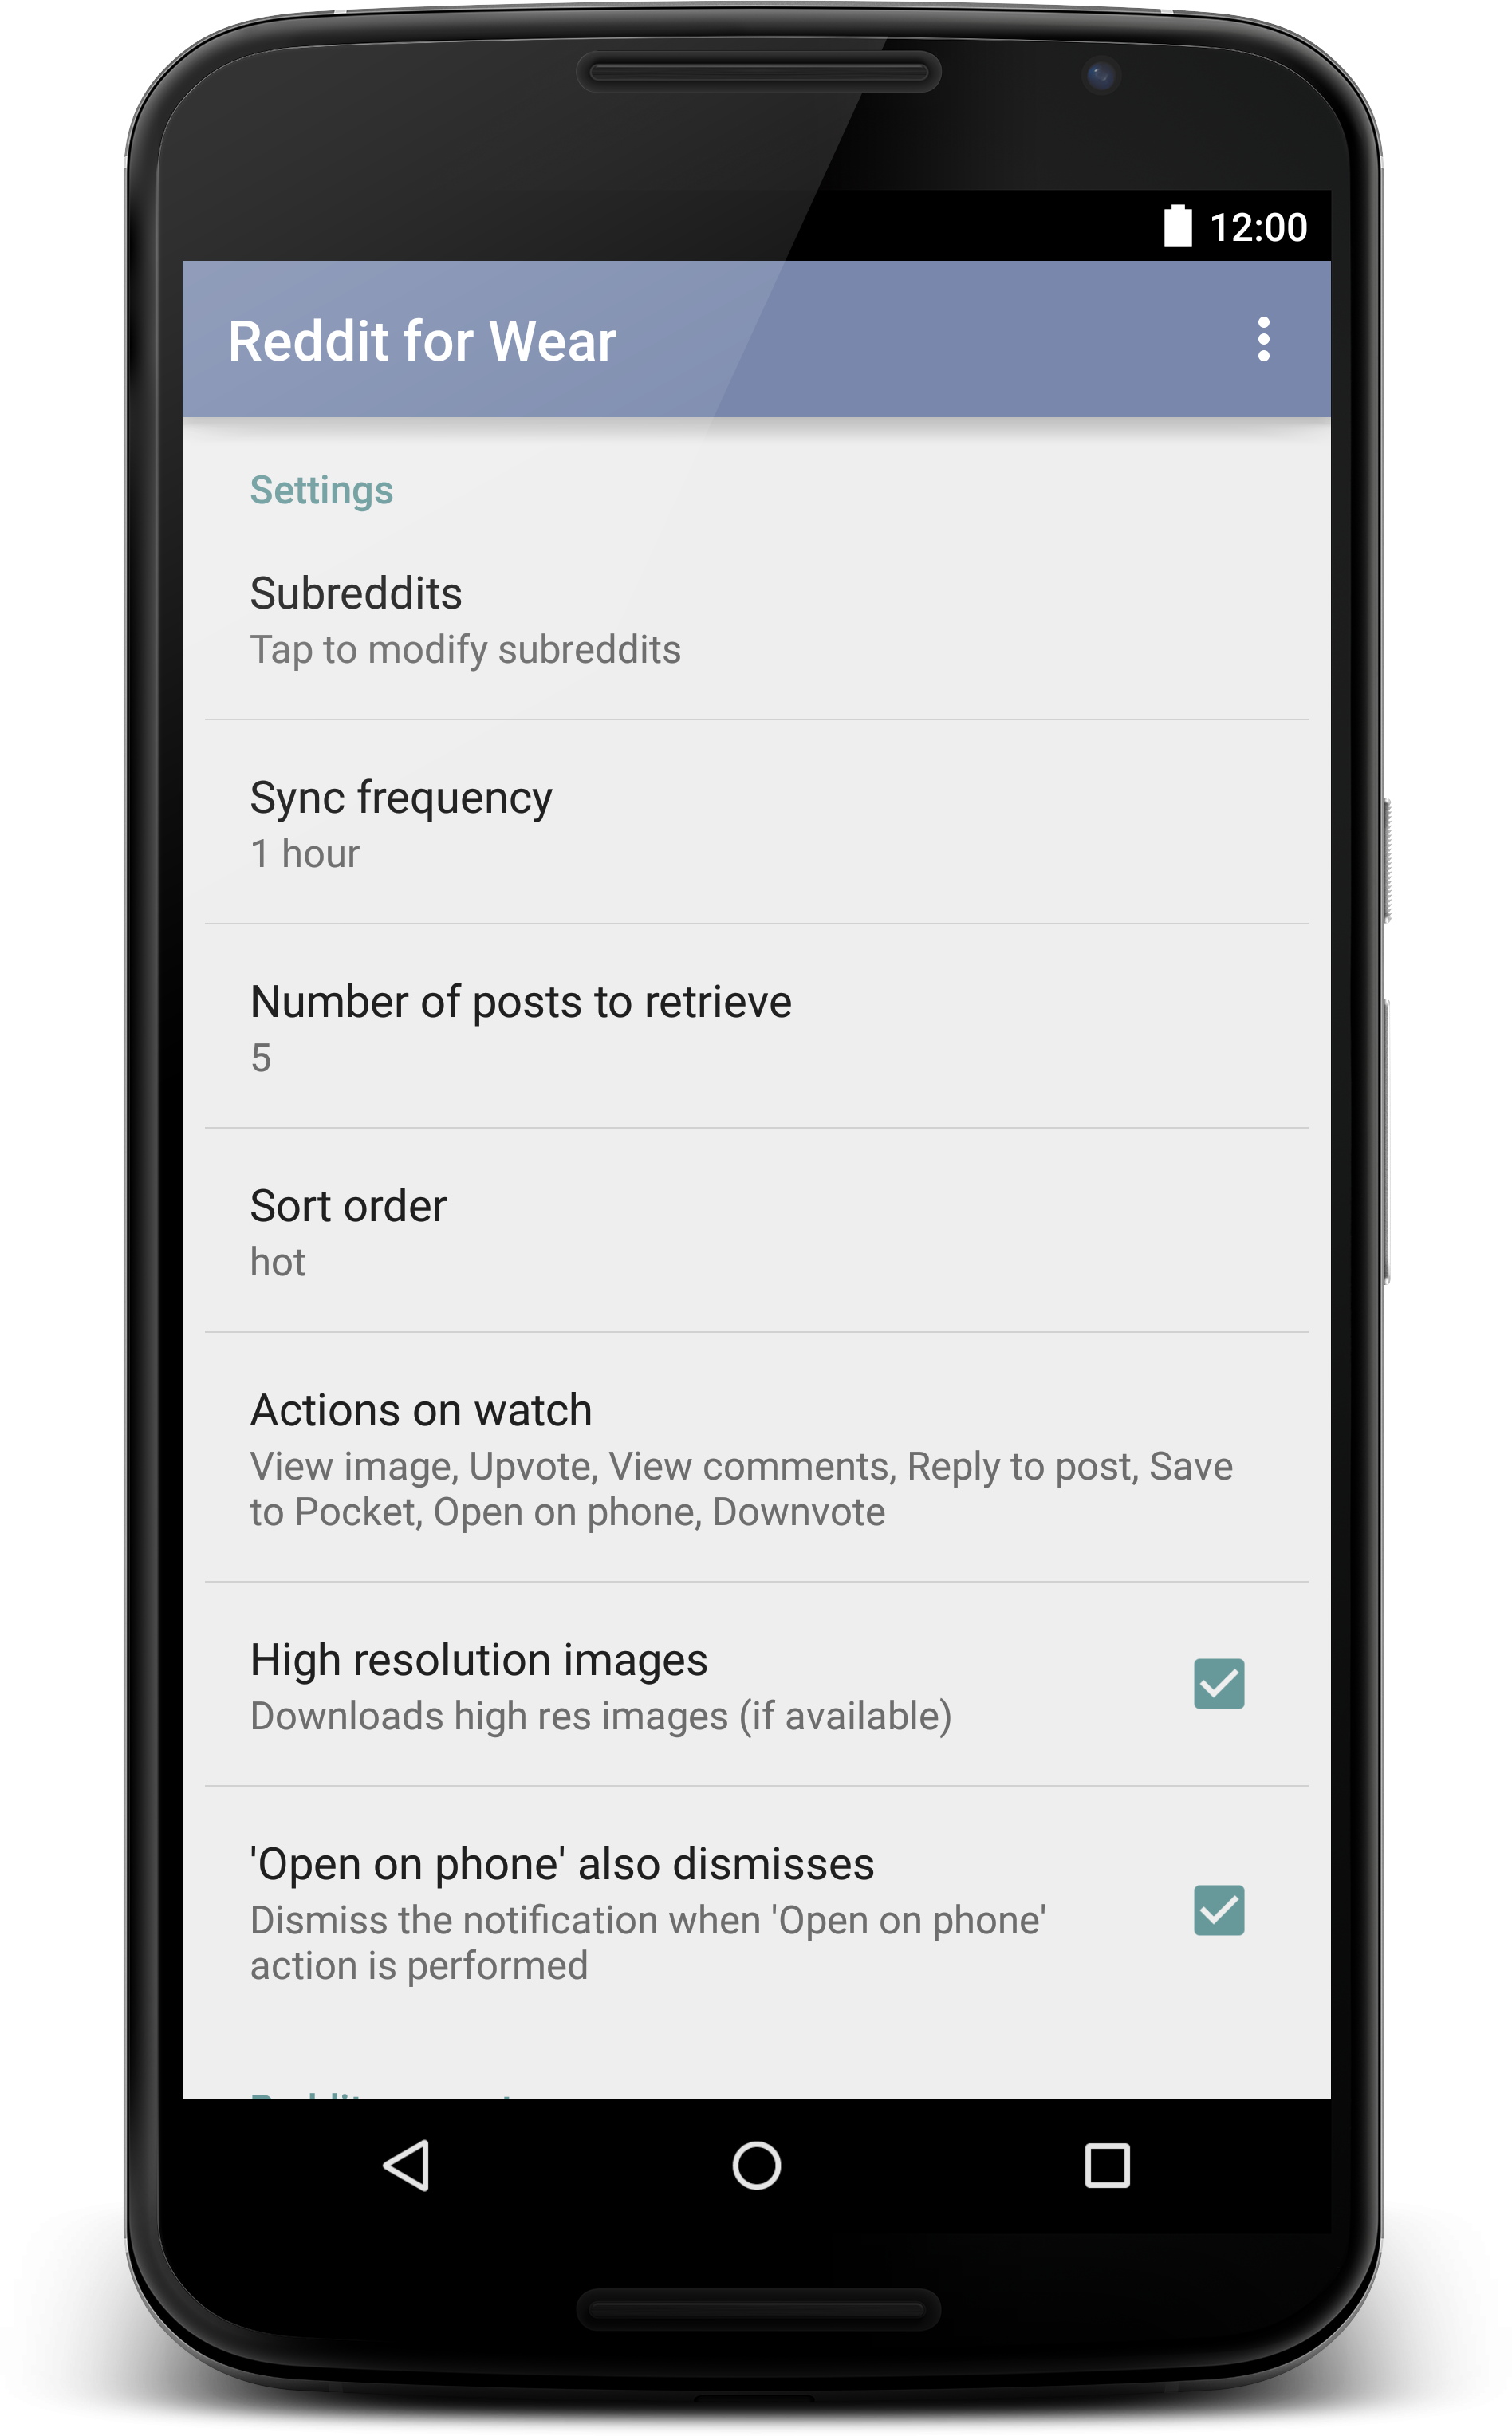 12:00
Reddit for Wear
Settings
Subreddits
Tap to modify subreddits
Sync frequency
1 hour
Number of posts to retrieve
5
Sort order
hot
Actions on watch
View image, Upvote, View comments, Reply to post, Save
to Pocket, Open on phone, Downvote
High resolution images
Downloads high res images (if available)
'Open on phone' also dismisses
Dismiss the notification when 'Open on phone'
action is performed